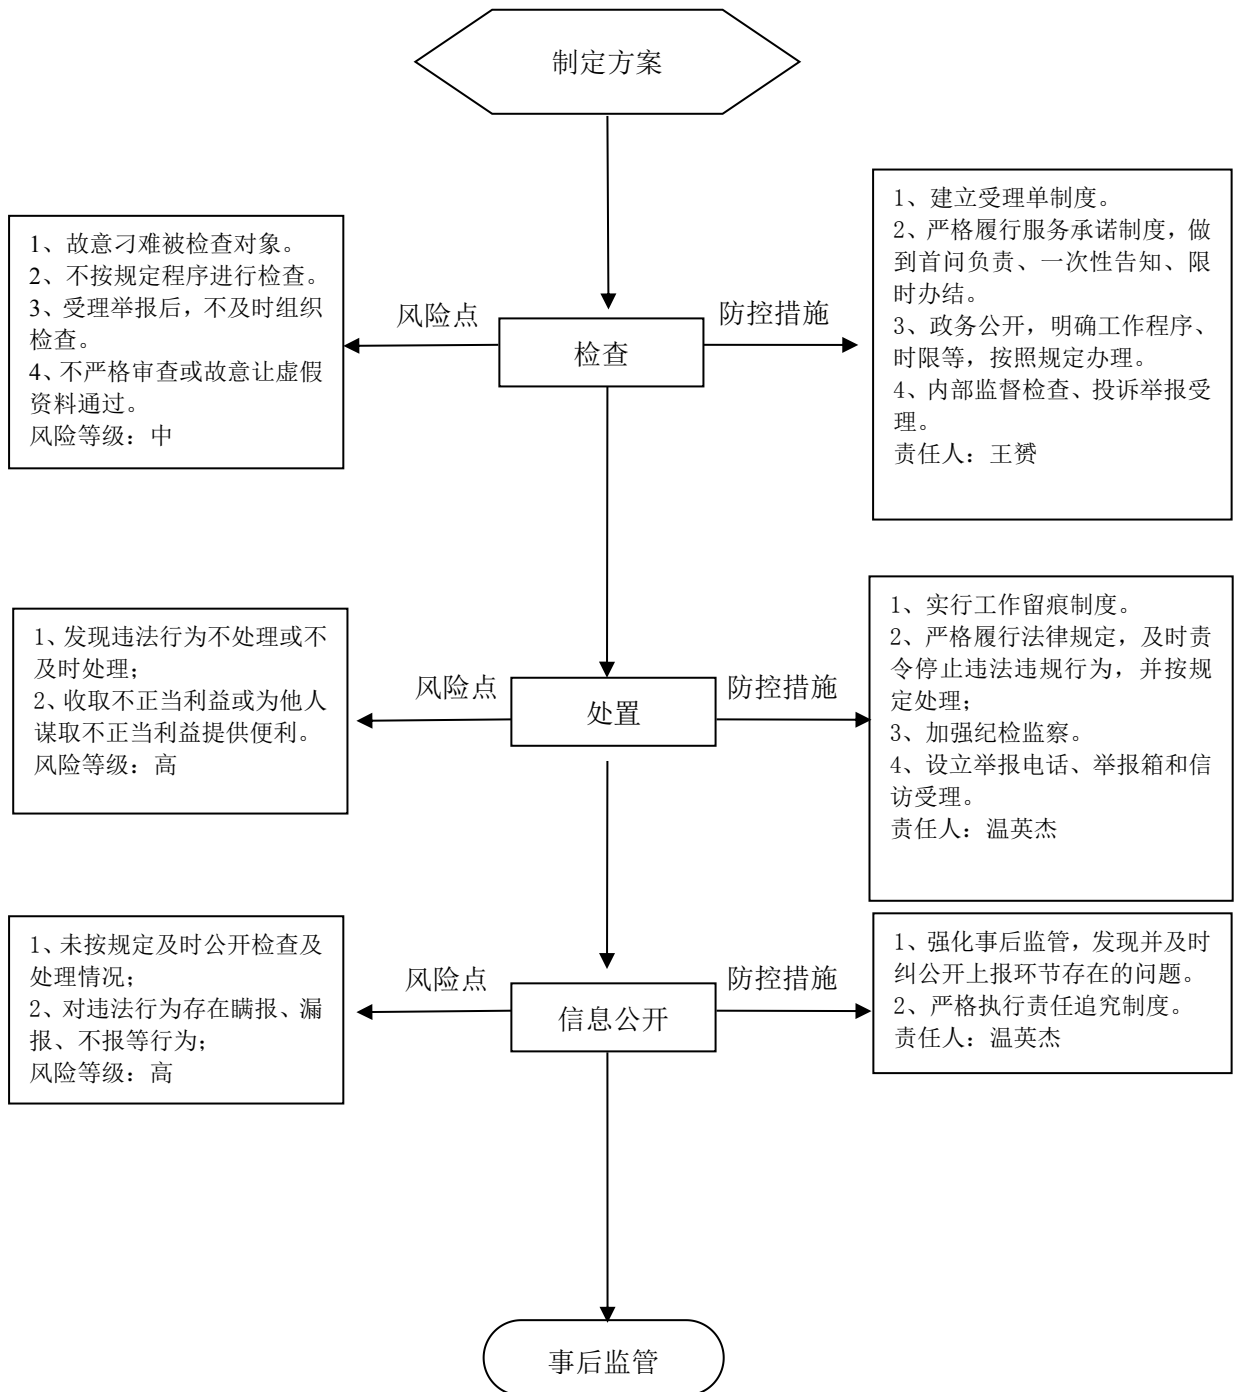 制定方案
1、故意刁难被检查对象。
2、不按规定程序进行检查。
3、受理举报后，不及时组织
检查。
4、不严格审查或故意让虚假
资料通过。
风险等级：中
风险点
检查
防控措施
1、建立受理单制度。
2、严格履行服务承诺制度，做
到首问负责、一次性告知、限
时办结。
3、政务公开，明确工作程序、
时限等，按照规定办理。
4、内部监督检查、投诉举报受
理。
责任人：王赟
1、发现违法行为不处理或不
及时处理；
2、收取不正当利益或为他人
谋取不正当利益提供便利。
风险等级：高
风险点
处置
防控措施
1、实行工作留痕制度。
2、严格履行法律规定，及时责
令停止违法违规行为，并按规
定处理；
3、加强纪检监察。
4、设立举报电话、举报箱和信
访受理。
责任人：温英杰
1、未按规定及时公开检查及
处理情况；
2、对违法行为存在瞒报、漏
报、不报等行为；
风险等级：高
风险点
信息公开
防控措施
1、强化事后监管，发现并及时
纠公开上报环节存在的问题。
2、严格执行责任追究制度。
责任人：温英杰
事后监管